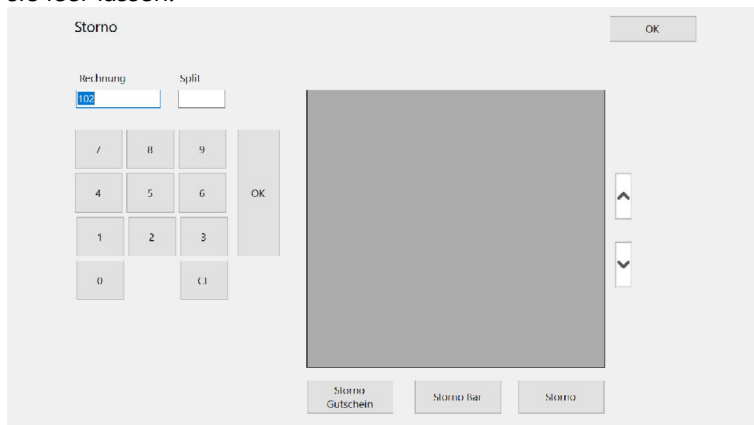 Storno
OK
Rechnung Split
102
7 8 9
4 5 6 OK
1 2 3
0 Cl
Storno
Gutschein
Storno Bar
Storno